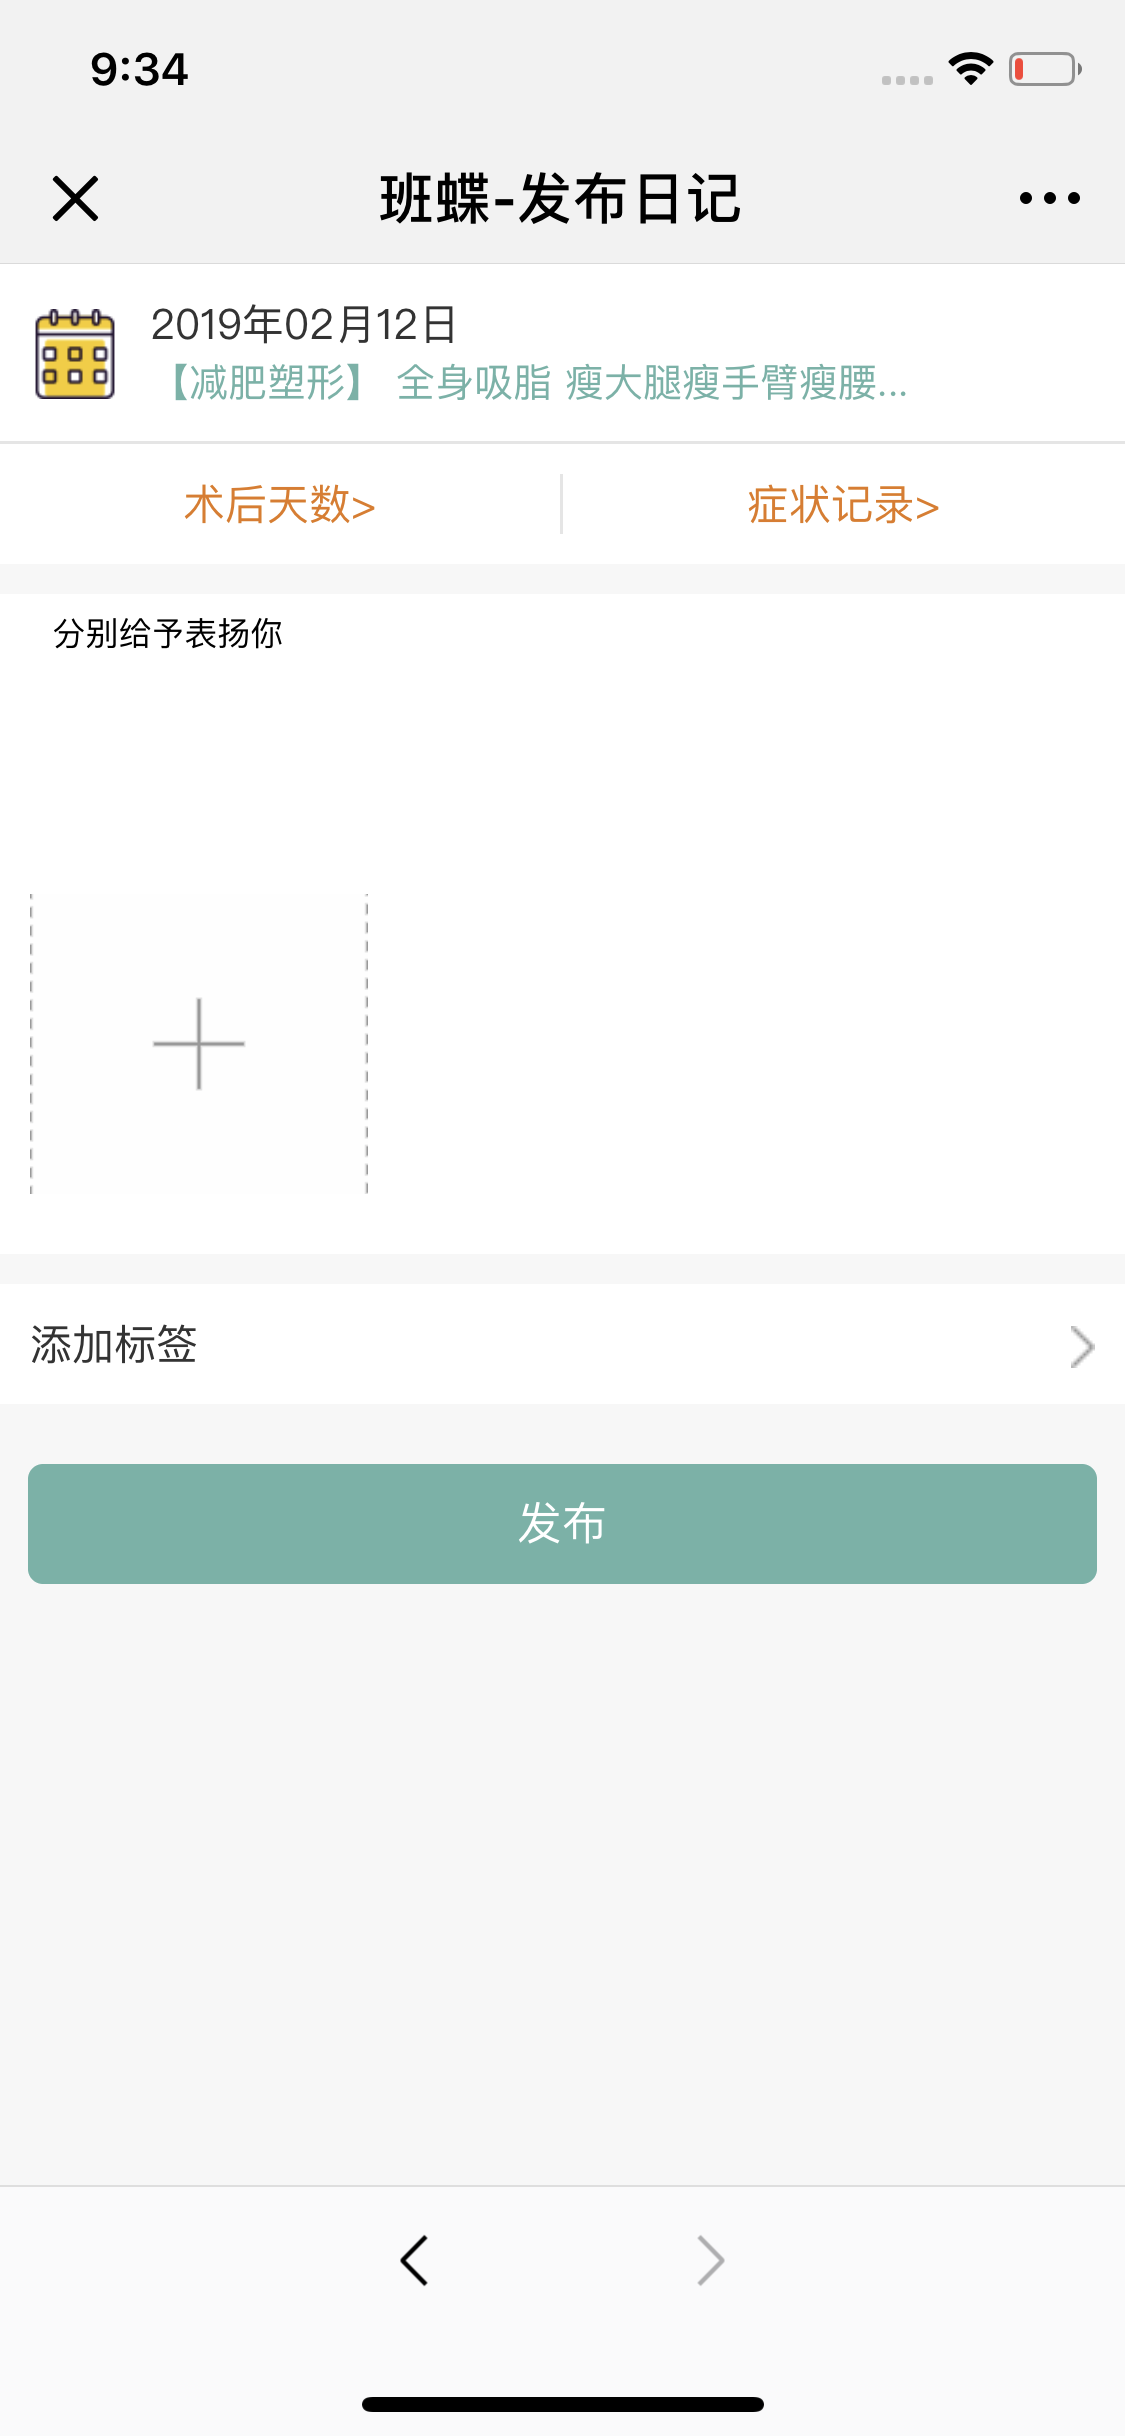 9:34
班蝶-发布日记
2019年02月12日
【减肥塑形】 全身吸脂 瘦大腿瘦手臂瘦腰...
术后天数>
症状记录>
分别给予表扬你
添加标签
发布